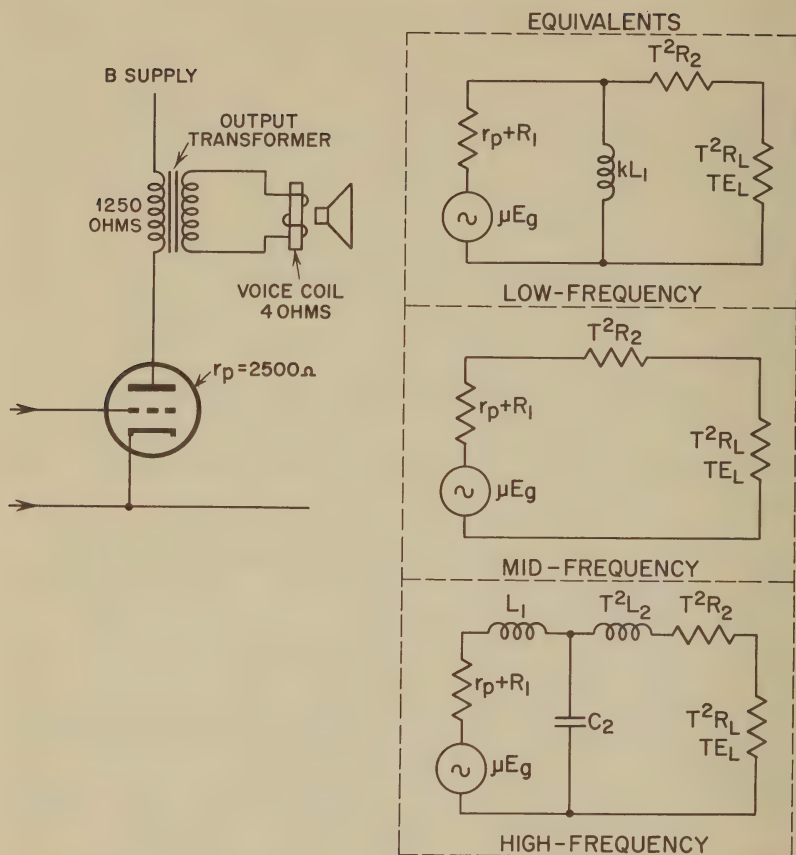 B SUPPLY
OUTPUT
TRANSFORMER
1250
OHMS
VOICE COIL
4 OHMS
rp=2500Ω
EQUIVALENTS
T²R₂
rp+R₁
kL₁
T²RL
TEL
μEg
LOW-FREQUENCY
T²R₂
rp+R₁
T²RL
TEL
μEg
MID-FREQUENCY
L₁
T²L₂
T²R₂
rp+R₁
C₂
T²RL
TEL
μEg
HIGH-FREQUENCY